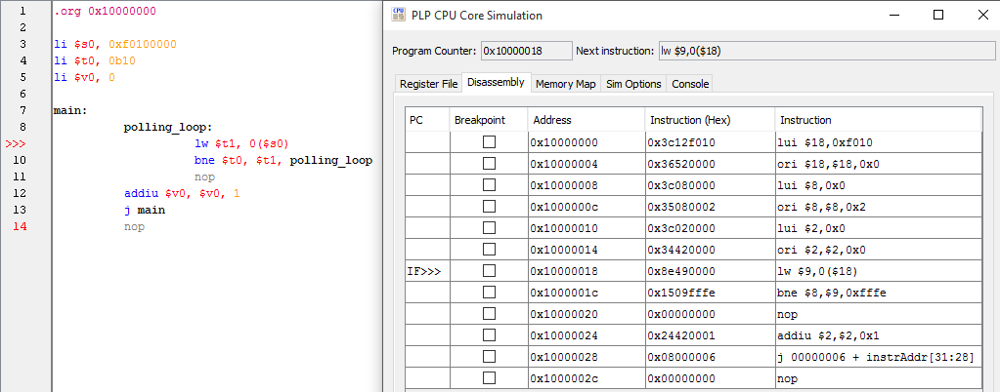 1 .org 0x10000000
2
3 li $s0, 0xf0100000
4 li $t0, 0b10
5 li $v0, 0
6
7 main:
8 polling_loop:
>>> lw $t1, 0($s0)
10 bne $t0, $t1, polling_loop
11 nop
12 addiu $v0, $v0, 1
13 j main
14 nop
CPU PLP CPU Core Simulation
Program Counter: 0x10000018 Next instruction: lw $9,0($18)
Register File Disassembly Memory Map Sim Options Console
PC Breakpoint Address Instruction (Hex) Instruction
0x10000000 0x3c12f010 lui $18,0xf010
0x10000004 0x36520000 ori $18,$18,0x0
0x10000008 0x3c080000 lui $8,0x0
0x1000000c 0x35080002 ori $8,$8,0x2
0x10000010 0x3c020000 lui $2,0x0
0x10000014 0x34420000 ori $2,$2,0x0
IF>>> 0x10000018 0x8e490000 lw $9,0($18)
0x1000001c 0x1509fffe bne $8,$9,0xfffe
0x10000020 0x00000000 nop
0x10000024 0x24420001 addiu $2,$2,0x1
0x10000028 0x08000006 j 00000006 + instrAddr[31:28]
0x1000002c 0x00000000 nop